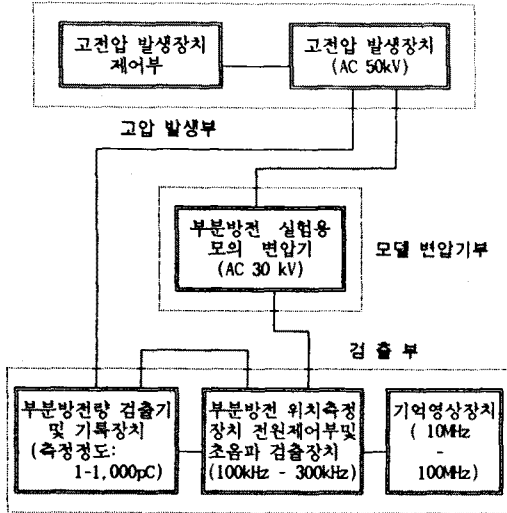 고전압 발생장치
제어부
고전압 발생장치
(AC 50kV)
고압 발생부
부분방전 실험용
모의 변압기
(AC 30 kV)
모델 변압기부
검 출 부
부분방전량 검출기
및 기록장치
(측정정도:
1-1,000pC)
부분방전 위치측정
장치 전원제어부및
초음파 검출장치
(100kHz - 300kHz)
기억영상장치
( 10MHz
-
100MHz)